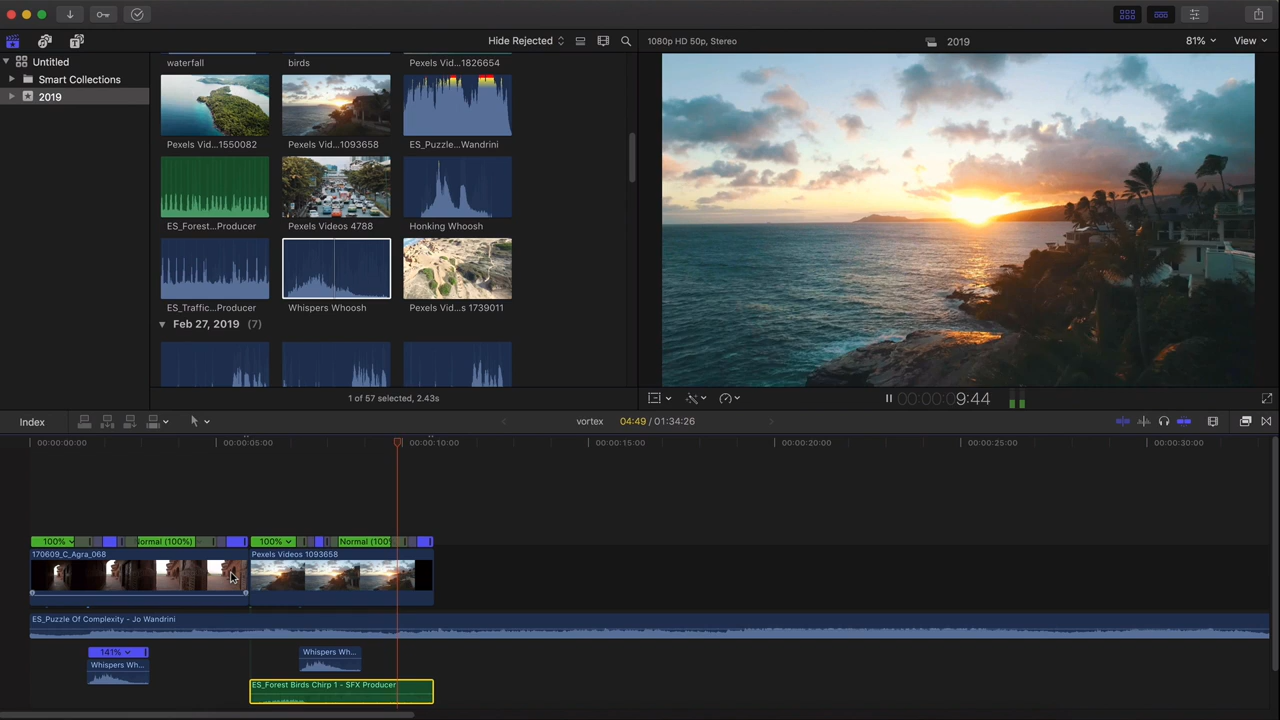 Hide Rejected
1080p HD 50p, Stereo
2019
81%
View
Untitled
Smart Collections
2019
waterfall
birds
Pexels Vid...1826654
Pexels Vid...1550082
Pexels Vid...1093658
ES_Puzzle...Wandrini
ES_Forest...Producer
Pexels Videos 4788
Honking Whoosh
ES_Traffic...Producer
Whispers Whoosh
Pexels Vid...s 1739011
Feb 27, 2019 (7)
1 of 57 selected, 2.43s
00:00:09:44
Index
vortex
04:49 / 01:34:26
00:00:00:00
00:00:05:00
00:00:10:00
00:00:15:00
00:00:20:00
00:00:25:00
00:00:30:00
100%
ormal (100%)
100%
Normal (100%
170609_C_Agra_068
Pexels Videos 1093658
ES_Puzzle Of Complexity - Jo Wandrini
141%
Whispers Wh...
Whispers Wh...
ES_Forest Birds Chirp 1 - SFX Producer